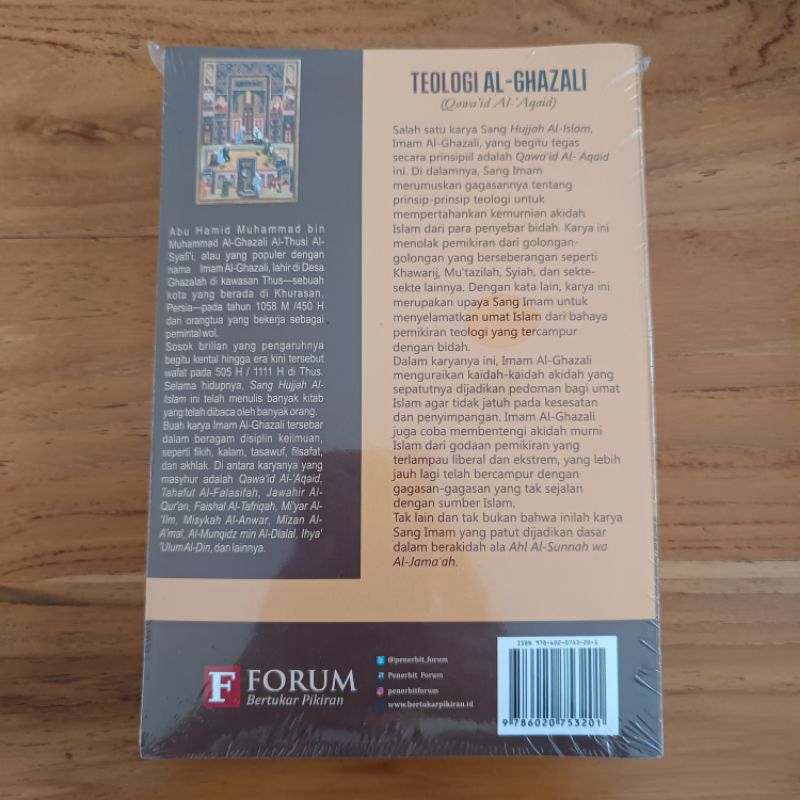 Abu Hamid Muhammad bin
Muhammad Al-Ghazali Al-Thusi Al-
Syafi'i, atau yang populer dengan
nama Imam Al-Ghazali, lahir di Desa
Ghazalah di kawasan Thus—sebuah
kota yang berada di Khurasan,
Persia—pada tahun 1058 M /450 H
dari orangtua yang bekerja sebagai
pemintal wol.
Sosok brilian yang pengaruhnya
begitu kental hingga era kini tersebut
wafat pada 505 H / 1111 H di Thus.
Selama hidupnya, Sang Hujjah Al-
Islam ini telah menulis banyak kitab
yang telah dibaca oleh banyak orang.
Buah karya Imam Al-Ghazali tersebar
dalam beragam disiplin keilmuan,
seperti fikih, kalam, tasawuf, filsafat,
dan akhlak. Di antara karyanya yang
masyhur adalah Qawa'id Al-'Aqaid,
Tahafut Al-Falasifah, Jawahir Al-
Qur'an, Faishal Al-Tafriqah, Mi'yar Al-
'Ilm, Misykah Al-Anwar, Mizan Al-
A'mal, Al-Munqidz min Al-Dlalal, Ihya'
'Ulum Al-Din, dan lainnya.
TEOLOGI AL-GHAZALI
(Qawa'id Al-'Aqaid)
Salah satu karya Sang Hujjah Al-Islam,
Imam Al-Ghazali, yang begitu tegas
secara prinsipiil adalah Qawa'id Al-'Aqaid
ini. Di dalamnya, Sang Imam
merumuskan gagasannya tentang
prinsip-prinsip teologi untuk
mempertahankan kemurnian akidah
Islam dari para penyebar bidah. Karya ini
menolak pemikiran dari golongan-
golongan yang berseberangan seperti
Khawarij, Mu'tazilah, Syiah, dan sekte-
sekte lainnya. Dengan kata lain, karya ini
merupakan upaya Sang Imam untuk
menyelamatkan umat Islam dari bahaya
pemikiran teologi yang tercampur
dengan bidah.
Dalam karyanya ini, Imam Al-Ghazali
menguraikan kaidah-kaidah akidah yang
sepatutnya dijadikan pedoman bagi umat
Islam agar tidak jatuh pada kesesatan
dan penyimpangan. Imam Al-Ghazali
juga coba membentengi akidah murni
Islam dari godaan pemikiran yang
terlampau liberal dan ekstrem, yang lebih
jauh lagi telah bercampur dengan
gagasan-gagasan yang tak sejalan
dengan sumber Islam.
Tak lain dan tak bukan bahwa inilah karya
Sang Imam yang patut dijadikan dasar
dalam berakidah ala Ahl Al-Sunnah wa
Al-Jama'ah.
F FORUM
Bertukar Pikiran
@penerbit_forum
Penerbit Forum
penerbitforum
www.bertukarpikiran.id
ISBN 978-602-0753-20-1
9 786020 753201